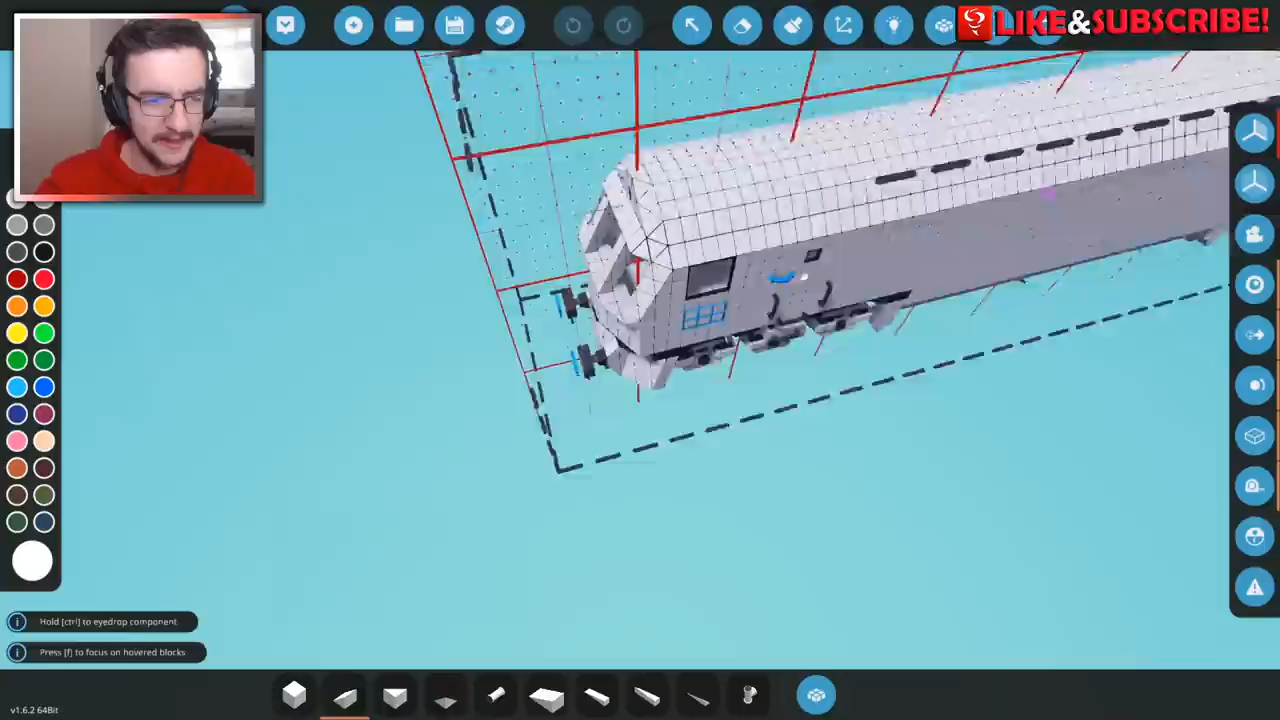 LIKE&SUBSCRIBE!
Hold [ctrl] to eyedrop component
Press [f] to focus on hovered blocks
v1.6.2 64Bit